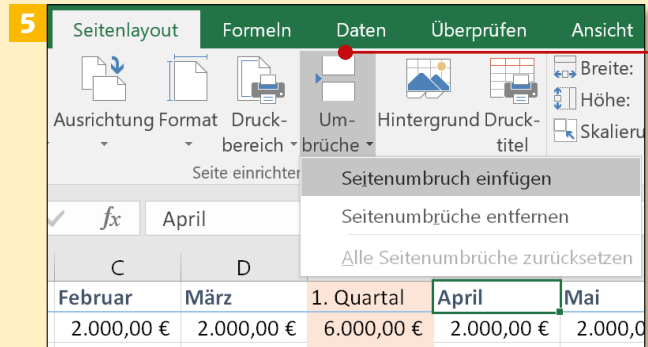 5
Seitenlayout Formeln Daten Überprüfen Ansicht
Ausrichtung Format Druck- Um- Hintergrund Druck- Breite:
bereich brüche titel Höhe:
Skalieru
Seite einrichten
Seitenumbruch einfügen
Seitenumbrüche entfernen
Alle Seitenumbrüche zurücksetzen
fx April
C D
Februar März 1. Quartal April Mai
2.000,00 € 2.000,00 € 6.000,00 € 2.000,00 € 2.000,0